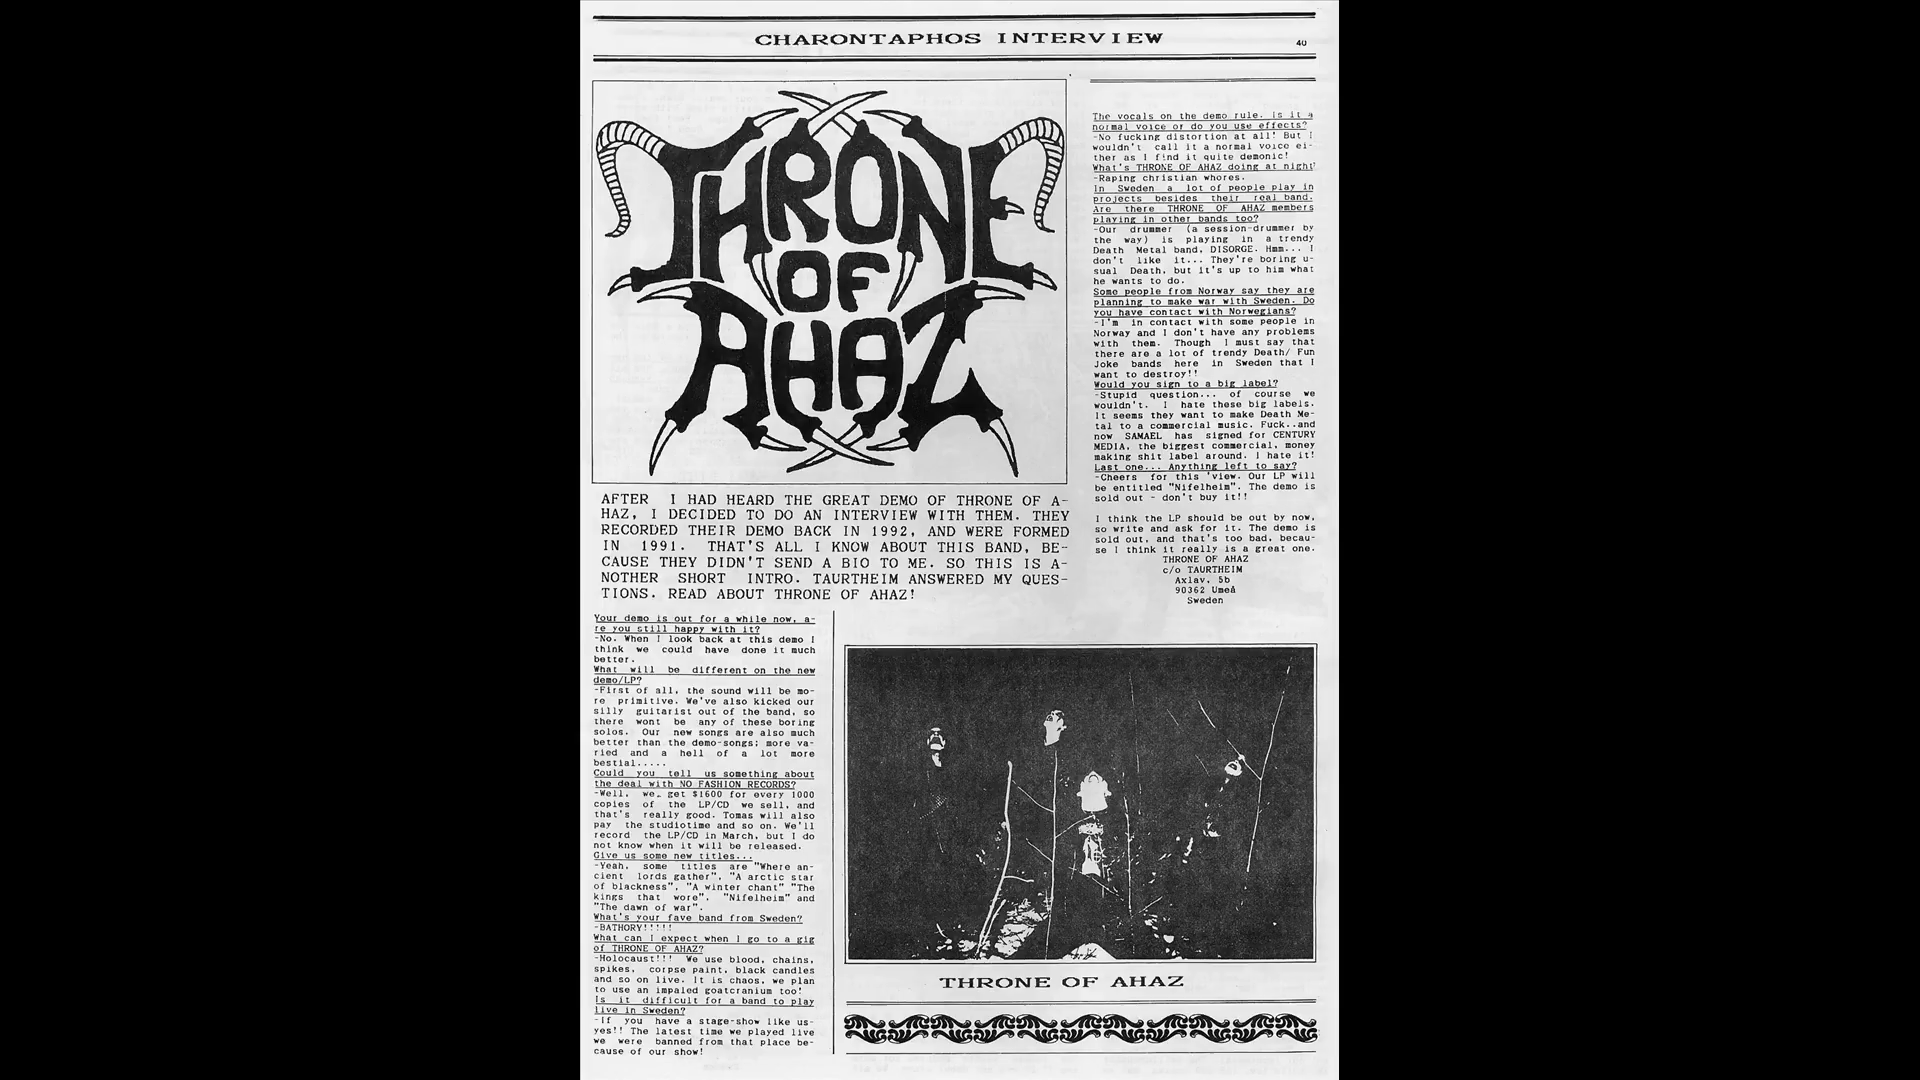 CHARONTAPHOS INTERVIEW
40
THRONE
OF
AHAZ
AFTER I HAD HEARD THE GREAT DEMO OF THRONE OF A-
HAZ, I DECIDED TO DO AN INTERVIEW WITH THEM. THEY
RECORDED THEIR DEMO BACK IN 1992, AND WERE FORMED
IN 1991. THAT'S ALL I KNOW ABOUT THIS BAND, BE-
CAUSE THEY DIDN'T SEND A BIO TO ME. SO THIS IS A-
NOTHER SHORT INTRO. TAURTHEIM ANSWERED MY QUES-
TIONS. READ ABOUT THRONE OF AHAZ!
Your demo is out for a while now, a-
re you still happy with it?
-No. When I look back at this demo I
think we could have done it much
better.
What will be different on the new
demo/LP?
-First of all, the sound will be mo-
re primitive. We've also kicked our
silly guitarist out of the band, so
there wont be any of these boring
solos. Our new songs are also much
better than the demo-songs; more va-
ried and a hell of a lot more
bestial.....
Could you tell us something about
the deal with NO FASHION RECORDS?
-Well, we. get $1600 for every 1000
copies of the LP/CD we sell, and
that's really good. Tomas will also
pay the studiotime and so on. We'll
record the LP/CD in March, but I do
not know when it will be released.
Give us some new titles...
-Yeah, some titles are "Where an-
cient lords gather", "A arctic star
of blackness", "A winter chant" "The
kings that wore", "Nifelheim" and
"The dawn of war".
What's your fave band from Sweden?
-BATHORY!!!!!
What can I expect when I go to a gig
of THRONE OF AHAZ?
-Holocaust!!! We use blood, chains,
spikes, corpse paint, black candles
and so on live. It is chaos, we plan
to use an impaled goatcranium too!
Is it difficult for a band to play
live in Sweden?
-If you have a stage-show like us-
yes!! The latest time we played live
we were banned from that place be-
cause of our show!
The vocals on the demo rule. Is it a
normal voice or do you use effects?
-No fucking distortion at all! But I
wouldn't call it a normal voice ei-
ther as I find it quite demonic!
What's THRONE OF AHAZ doing at night?
-Raping christian whores.
In Sweden a lot of people play in
projects besides their real band.
Are there THRONE OF AHAZ members
playing in other bands too?
-Our drummer (a session-drummer by
the way) is playing in a trendy
Death Metal band, DISORGE. Hmm... I
don't like it... They're boring u-
sual Death, but it's up to him what
he wants to do.
Some people from Norway say they are
planning to make war with Sweden. Do
you have contact with Norwegians?
-I'm in contact with some people in
Norway and I don't have any problems
with them. Though I must say that
there are a lot of trendy Death/ Fun
Joke bands here in Sweden that I
want to destroy!!
Would you sign to a big label?
-Stupid question... of course we
wouldn't. I hate these big labels.
It seems they want to make Death Me-
tal to a commercial music. Fuck..and
now SAMAEL has signed for CENTURY
MEDIA, the biggest commercial, money
making shit label around. I hate it!
Last one... Anything left to say?
-Cheers for this 'view. Our LP will
be entitled "Nifelheim". The demo is
sold out - don't buy it!!
I think the LP should be out by now,
so write and ask for it. The demo is
sold out, and that's too bad, becau-
se I think it really is a great one.
THRONE OF AHAZ
c/o TAURTHEIM
Axlav. 5b
90362 Umeå
Sweden
THRONE OF AHAZ